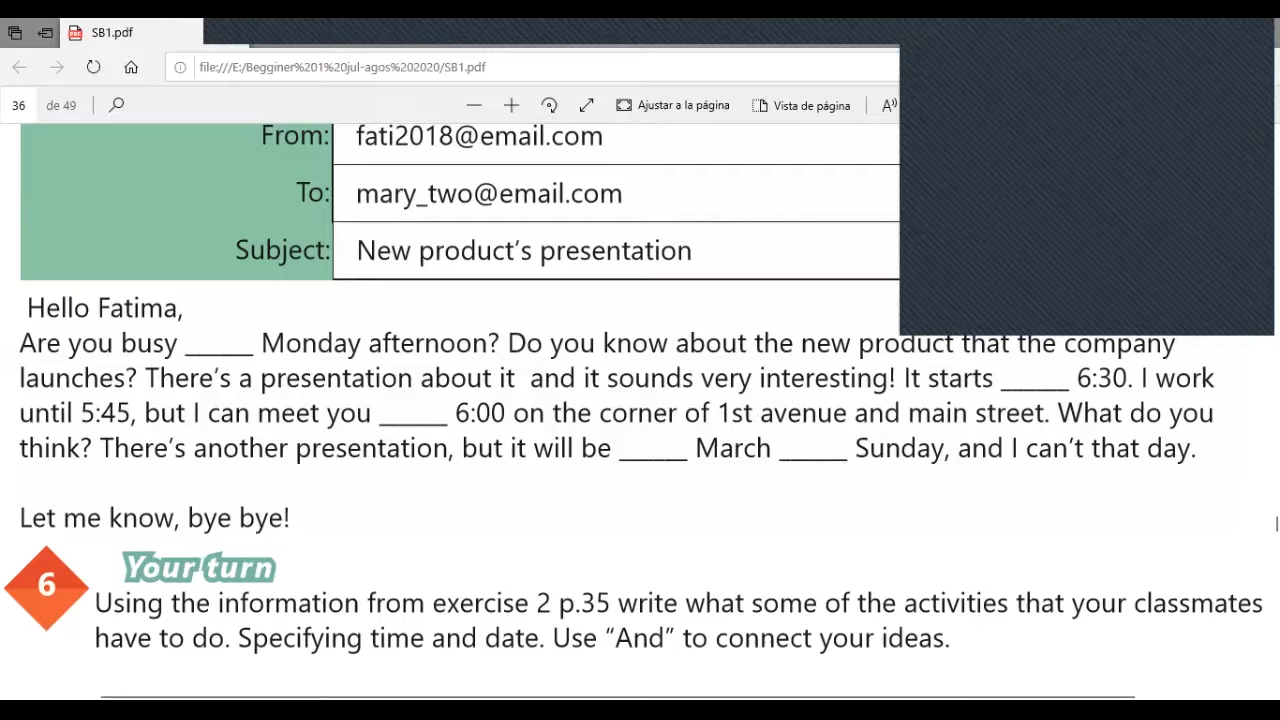 SB1.pdf
file:///E:/Begginer%201%20jul-agos%202020/SB1.pdf
36 de 49 Ajustar a la página Vista de página
From: fati2018@email.com
To: mary_two@email.com
Subject: New product’s presentation
Hello Fatima,
Are you busy ______ Monday afternoon? Do you know about the new product that the company
launches? There’s a presentation about it and it sounds very interesting! It starts ______ 6:30. I work
until 5:45, but I can meet you ______ 6:00 on the corner of 1st avenue and main street. What do you
think? There’s another presentation, but it will be ______ March ______ Sunday, and I can’t that day.
Let me know, bye bye!
6 Your turn
Using the information from exercise 2 p.35 write what some of the activities that your classmates
have to do. Specifying time and date. Use “And” to connect your ideas.